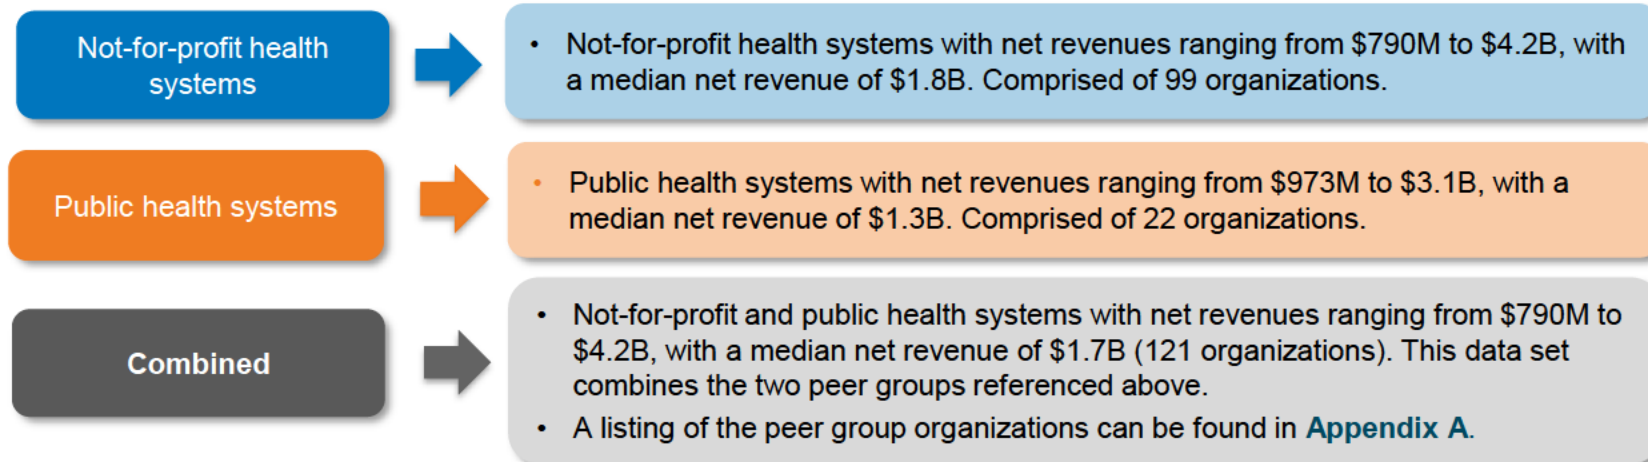 Not-for-profit health
systems
• Not-for-profit health systems with net revenues ranging from $790M to $4.2B, with
a median net revenue of $1.8B. Comprised of 99 organizations.
Public health systems
• Public health systems with net revenues ranging from $973M to $3.1B, with a
median net revenue of $1.3B. Comprised of 22 organizations.
Combined
• Not-for-profit and public health systems with net revenues ranging from $790M to
$4.2B, with a median net revenue of $1.7B (121 organizations). This data set
combines the two peer groups referenced above.
• A listing of the peer group organizations can be found in Appendix A.